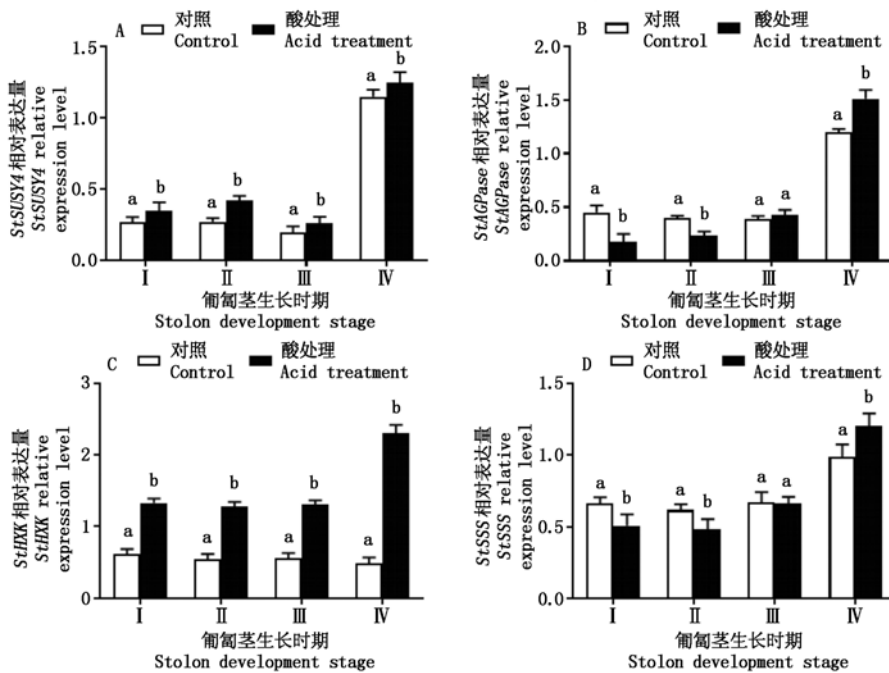 A
对照 酸处理
Control Acid treatment
StSUSY4相对表达量
StSUSY4 relative
expression level
1.5
1.0
0.5
0.0
a b a b a b a b
Ⅰ Ⅱ Ⅲ Ⅳ
匍匐茎生长时期
Stolon development stage
B
对照 酸处理
Control Acid treatment
StAGPase相对表达量
StAGPase relative
expression level
2.0
1.5
1.0
0.5
0.0
a b a b a a a b
Ⅰ Ⅱ Ⅲ Ⅳ
匍匐茎生长时期
Stolon development stage
C
对照 酸处理
Control Acid treatment
StHXK相对表达量
StHXK relative
expression level
3
2
1
0
a b a b a b a b
Ⅰ Ⅱ Ⅲ Ⅳ
匍匐茎生长时期
Stolon development stage
D
对照 酸处理
Control Acid treatment
StSSS相对表达量
StSSS relative
expression level
1.5
1.0
0.5
0.0
a b a b a a a b
Ⅰ Ⅱ Ⅲ Ⅳ
匍匐茎生长时期
Stolon development stage